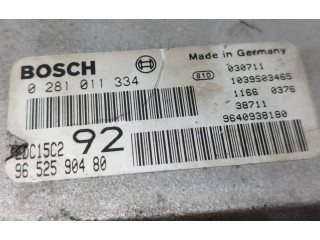 BOSCH
0 281 011 334
Made in Germany
030711
810 1039S03465
1166 0376
38711
9640938180
EDC15C2 92
96 525 904 80